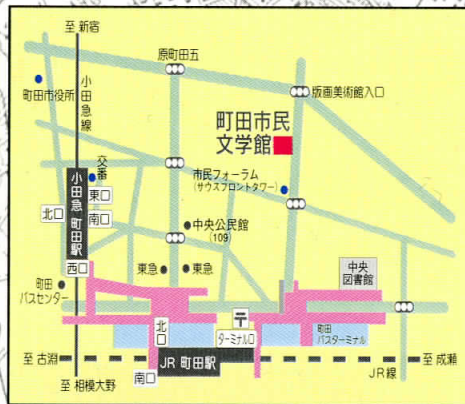 至 新宿
小田急線
町田市役所
原町田五
版画美術館入口
町田市民
文学館
交番
市民フォーラム
(サウスフロントタワー)
小田急 町田駅
東口
北口
南口
西口
中央公民館
(109)
東急
東急
町田
バスセンター
中央
図書館
北口
〒
ターミナル口
町田
バスターミナル
至 古淵
JR 町田駅
至 成瀬
JR線
南口
至 相模大野